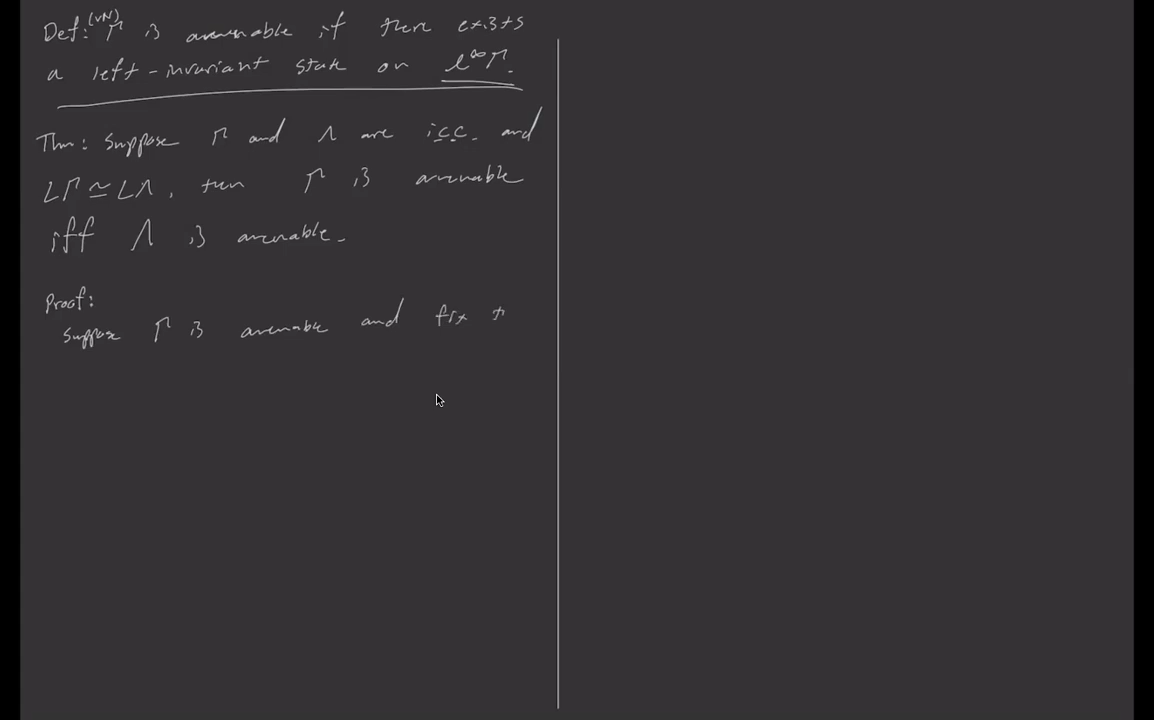 Def: (vN) Γ is amenable if there exists
a left-invariant state on ℓ^∞Γ.
Thm: Suppose Γ and Λ are icc. and
LΓ ≅ LΛ, then Γ is amenable
iff Λ is amenable.
Proof:
Suppose Γ is amenable and fix